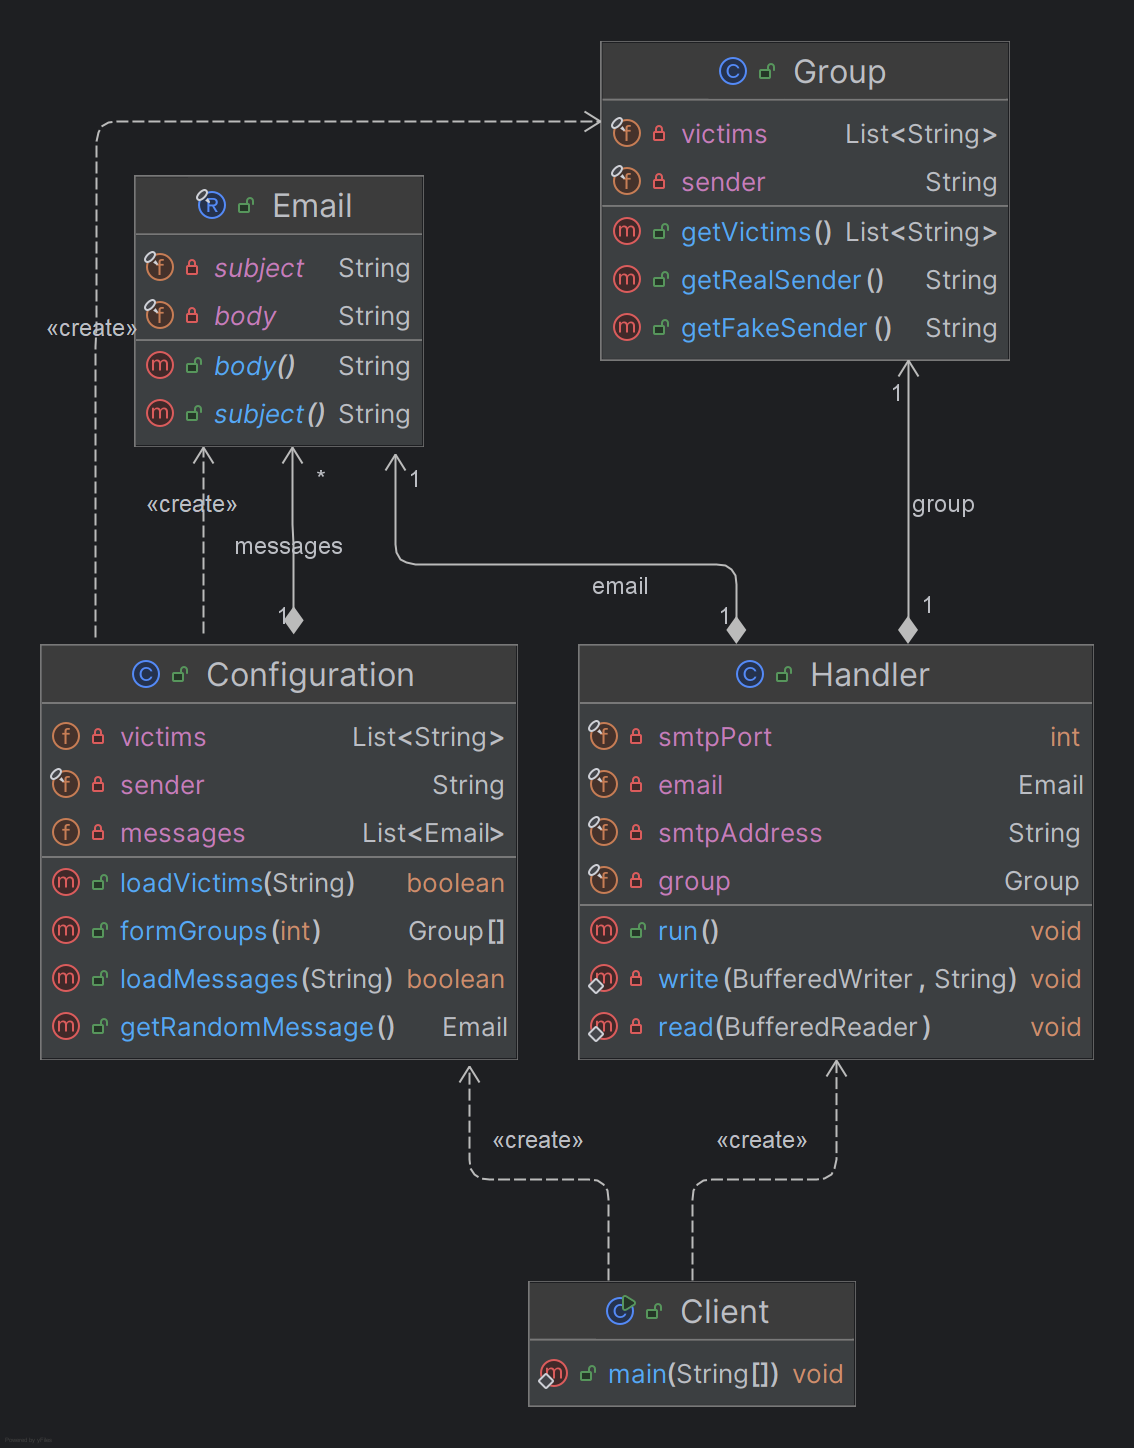 Group
victims List<String>
sender String
getVictims() List<String>
getRealSender() String
getFakeSender() String
Email
subject String
body String
body() String
subject() String
«create»
«create»
*
1
1
messages
email
group
1
1
1
Configuration
victims List<String>
sender String
messages List<Email>
loadVictims(String) boolean
formGroups(int) Group[]
loadMessages(String) boolean
getRandomMessage() Email
Handler
smtpPort int
email Email
smtpAddress String
group Group
run() void
write(BufferedWriter, String) void
read(BufferedReader) void
«create»
«create»
Client
main(String[]) void
Powered by yFiles